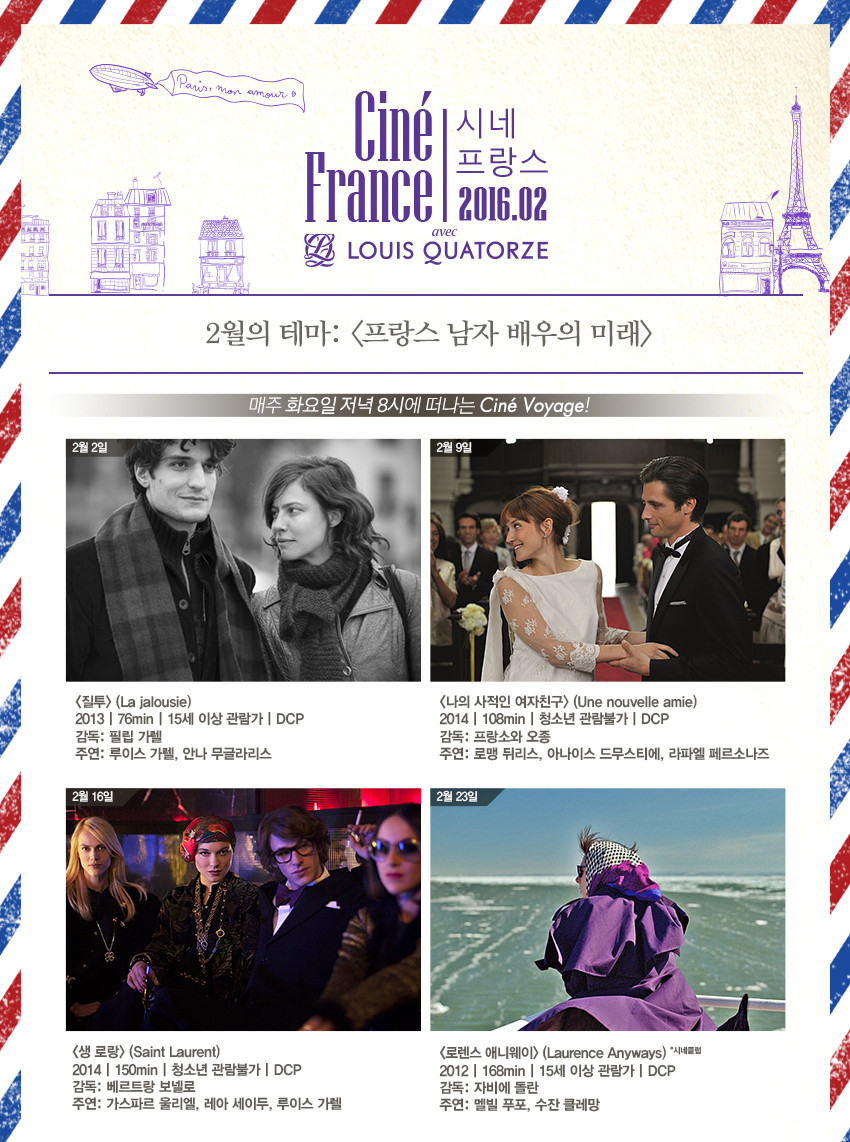 Paris, mon amour
Ciné
France
시네
프랑스
2016.02
avec
LOUIS QUATORZE
2월의 테마: <프랑스 남자 배우의 미래>
매주 화요일 저녁 8시에 떠나는 Ciné Voyage!
2월 2일
<질투> (La jalousie)
2013 | 76min | 15세 이상 관람가 | DCP
감독: 필립 가렐
주연: 루이스 가렐, 안나 무글라리스
2월 9일
<나의 사적인 여자친구> (Une nouvelle amie)
2014 | 108min | 청소년 관람불가 | DCP
감독: 프랑소와 오종
주연: 로맹 뒤리스, 아나이스 드무스티에, 라파엘 페르소나즈
2월 16일
<생 로랑> (Saint Laurent)
2014 | 150min | 청소년 관람불가 | DCP
감독: 베르트랑 보넬로
주연: 가스파르 울리엘, 레아 세이두, 루이스 가렐
2월 23일
<로렌스 애니웨이> (Laurence Anyways) *시네클럽
2012 | 168min | 15세 이상 관람가 | DCP
감독: 자비에 돌란
주연: 멜빌 푸포, 수잔 클레망